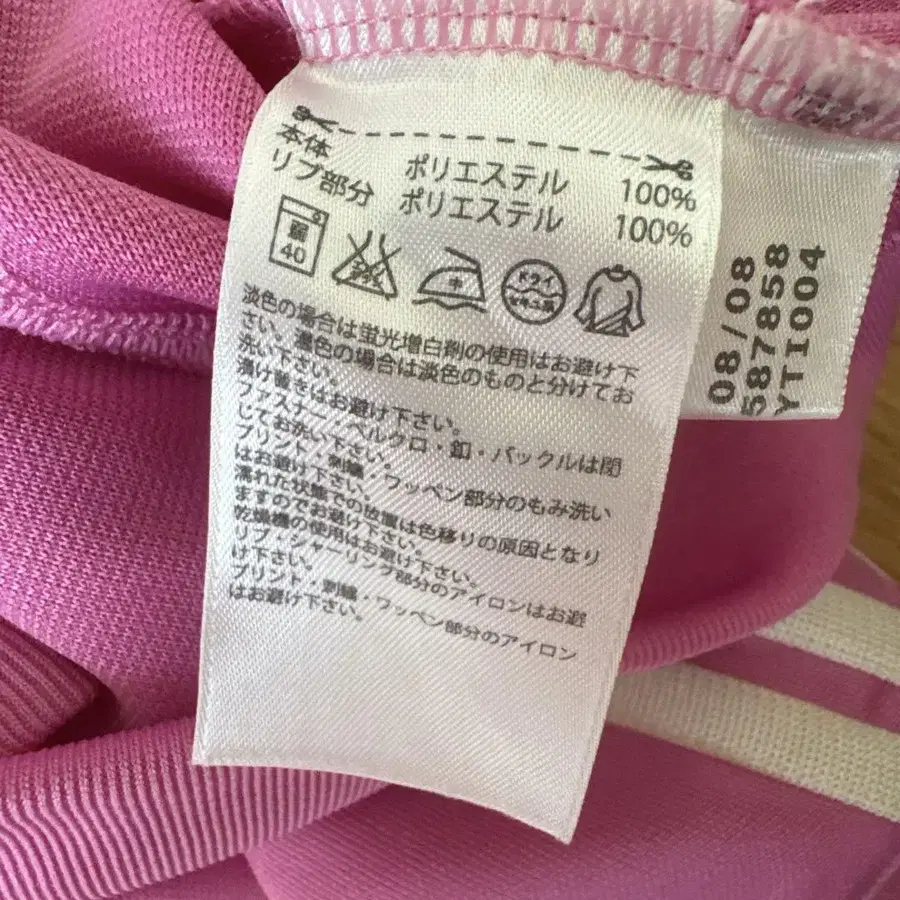 本体 ポリエステル 100%
リブ部分 ポリエステル 100%
40
中
ドライ
淡色の場合は蛍光増白剤の使用はお避け下
さい。濃色の場合は淡色のものと分けてお
洗い下さい。
漬け置きはお避け下さい。
ファスナー・ベルクロ・釦・バックルは閉
じてお洗い下さい。
プリント・刺繍・ワッペン部分のもみ洗い
はお避け下さい。
濡れた状態での放置は色移りの原因となり
ますのでお避け下さい。
乾燥機の使用はお避け下さい。
リブ・シャーリング部分のアイロンはお避
け下さい。
プリント・刺繍・ワッペン部分のアイロン
はお避け下さい。
08/08
587858
YTI004